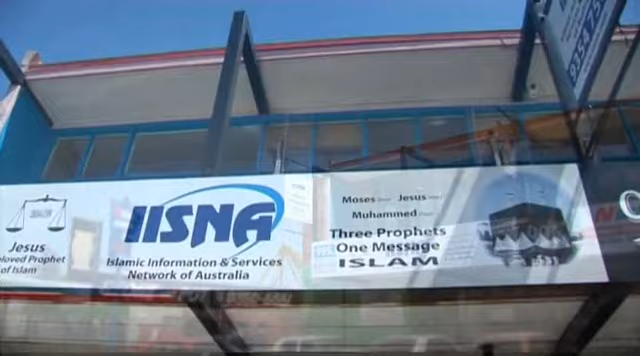 Jesus
eloved Prophet
of Islam
IISNA
Islamic Information & Services
Network of Australia
Moses Jesus
Muhammed
Three Prophets
One Message
ISLAM